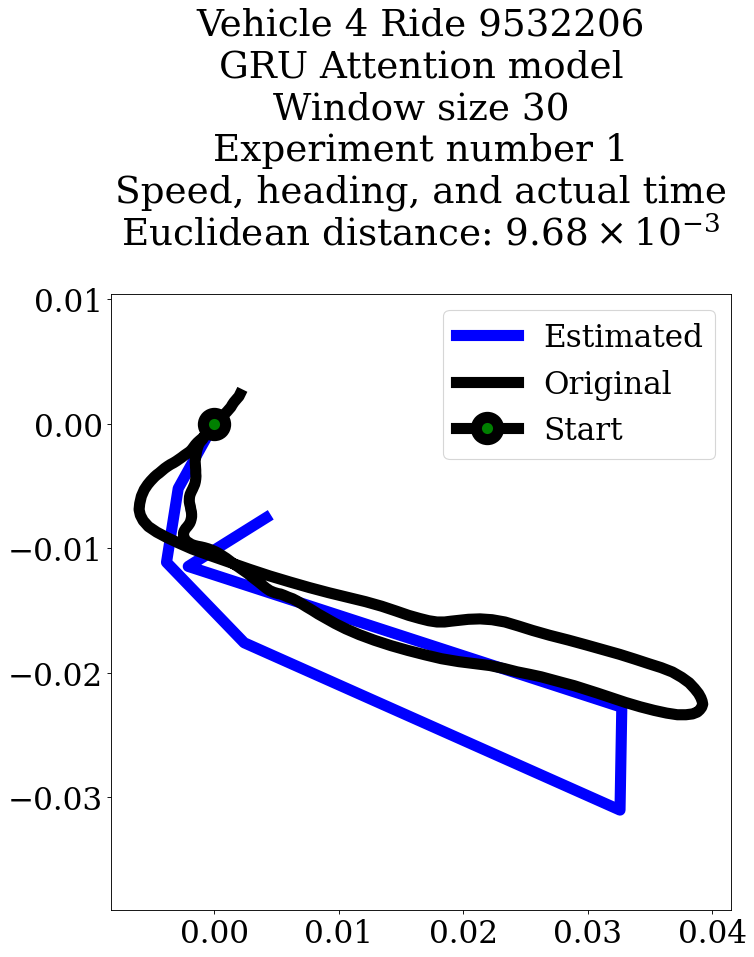 Vehicle 4 Ride 9532206
GRU Attention model
Window size 30
Experiment number 1
Speed, heading, and actual time
Euclidean distance: 9.68 × 10⁻³
0.01
0.00
−0.01
−0.02
−0.03
Estimated
Original
Start
0.00 0.01 0.02 0.03 0.04